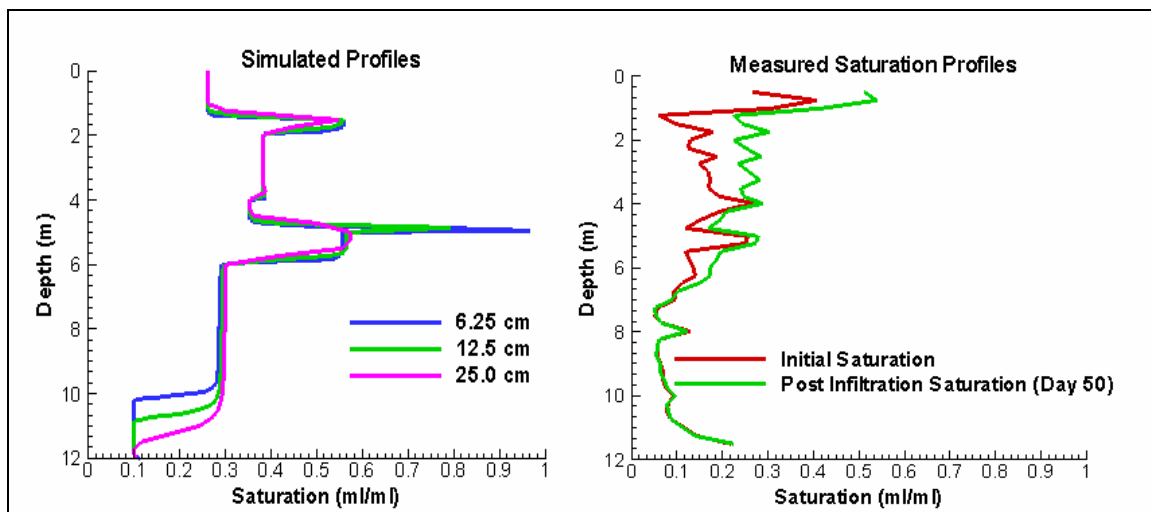 Simulated Profiles
0
2
4
6
8
10
12
Depth (m)
6.25 cm
12.5 cm
25.0 cm
0 0.1 0.2 0.3 0.4 0.5 0.6 0.7 0.8 0.9 1
Saturation (ml/ml)
Measured Saturation Profiles
0
2
4
6
8
10
12
Depth (m)
Initial Saturation
Post Infiltration Saturation (Day 50)
0 0.1 0.2 0.3 0.4 0.5 0.6 0.7 0.8 0.9 1
Saturation (ml/ml)